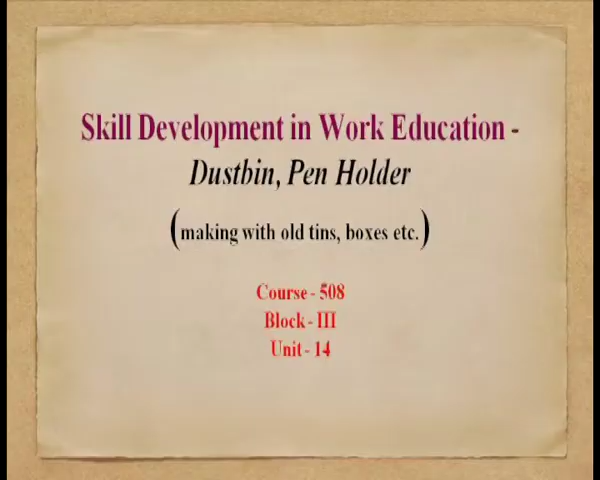 Skill Development in Work Education -
Dustbin, Pen Holder
(making with old tins, boxes etc.)
Course - 508
Block - III
Unit - 14